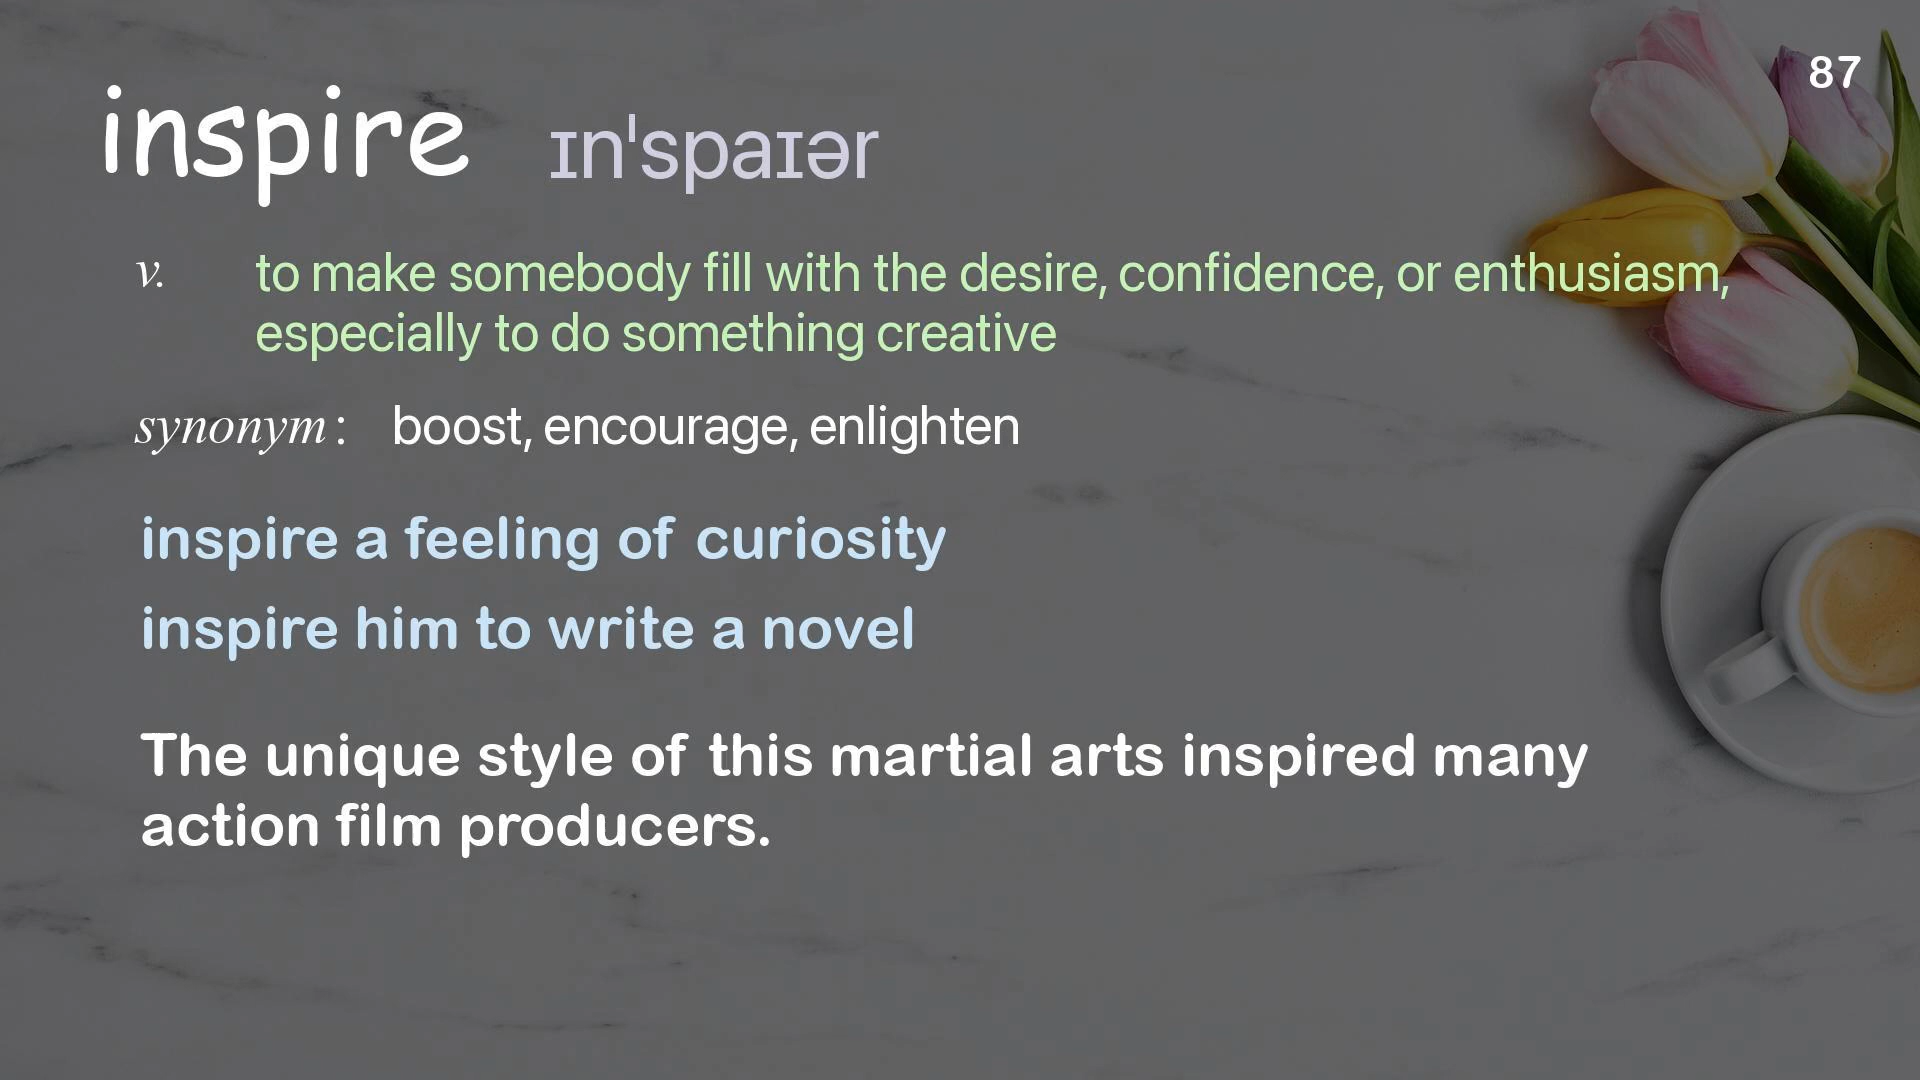 87
inspire ɪnˈspaɪər
v. to make somebody fill with the desire, confidence, or enthusiasm,
especially to do something creative
synonym : boost, encourage, enlighten
inspire a feeling of curiosity
inspire him to write a novel
The unique style of this martial arts inspired many
action film producers.